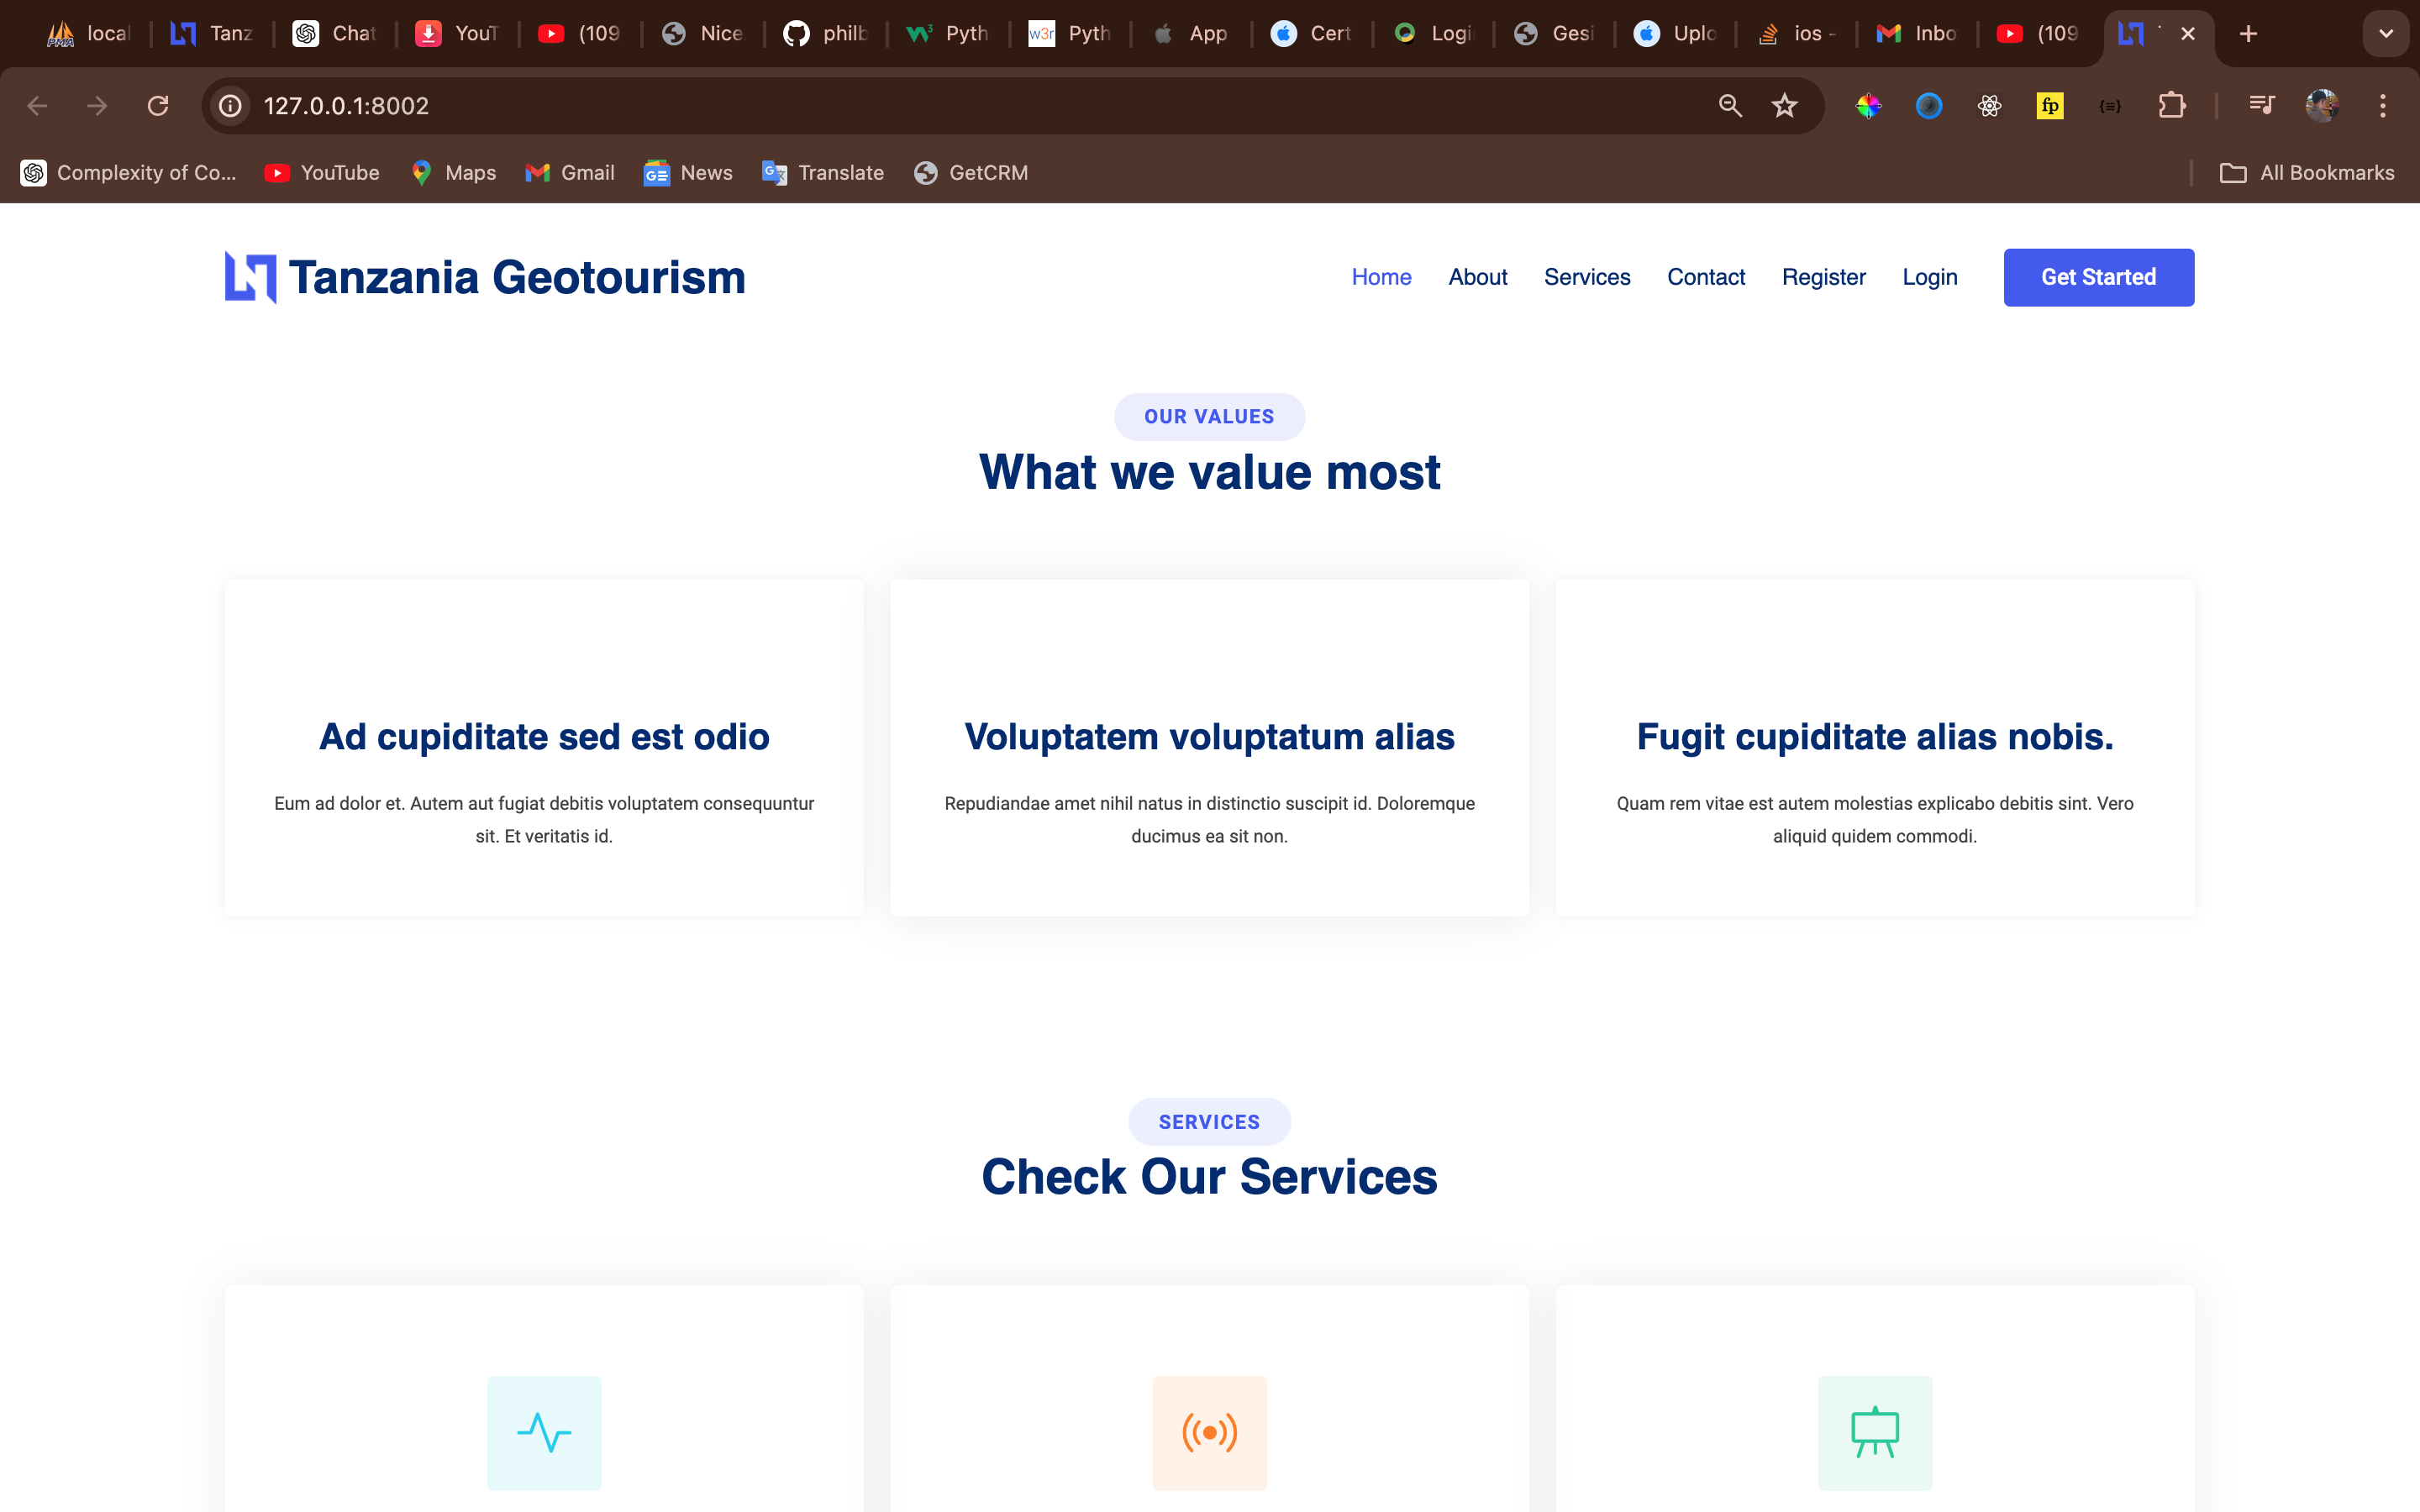 local Tanz Chat YouT (109 Nice philb Pyth Pyth App Cert Logi Gesi Uplo ios - Inbo (109
127.0.0.1:8002
Complexity of Co... YouTube Maps Gmail News Translate GetCRM All Bookmarks
Tanzania Geotourism Home About Services Contact Register Login Get Started
OUR VALUES
What we value most
Ad cupiditate sed est odio
Eum ad dolor et. Autem aut fugiat debitis voluptatem consequuntur
sit. Et veritatis id.
Voluptatem voluptatum alias
Repudiandae amet nihil natus in distinctio suscipit id. Doloremque
ducimus ea sit non.
Fugit cupiditate alias nobis.
Quam rem vitae est autem molestias explicabo debitis sint. Vero
aliquid quidem commodi.
SERVICES
Check Our Services